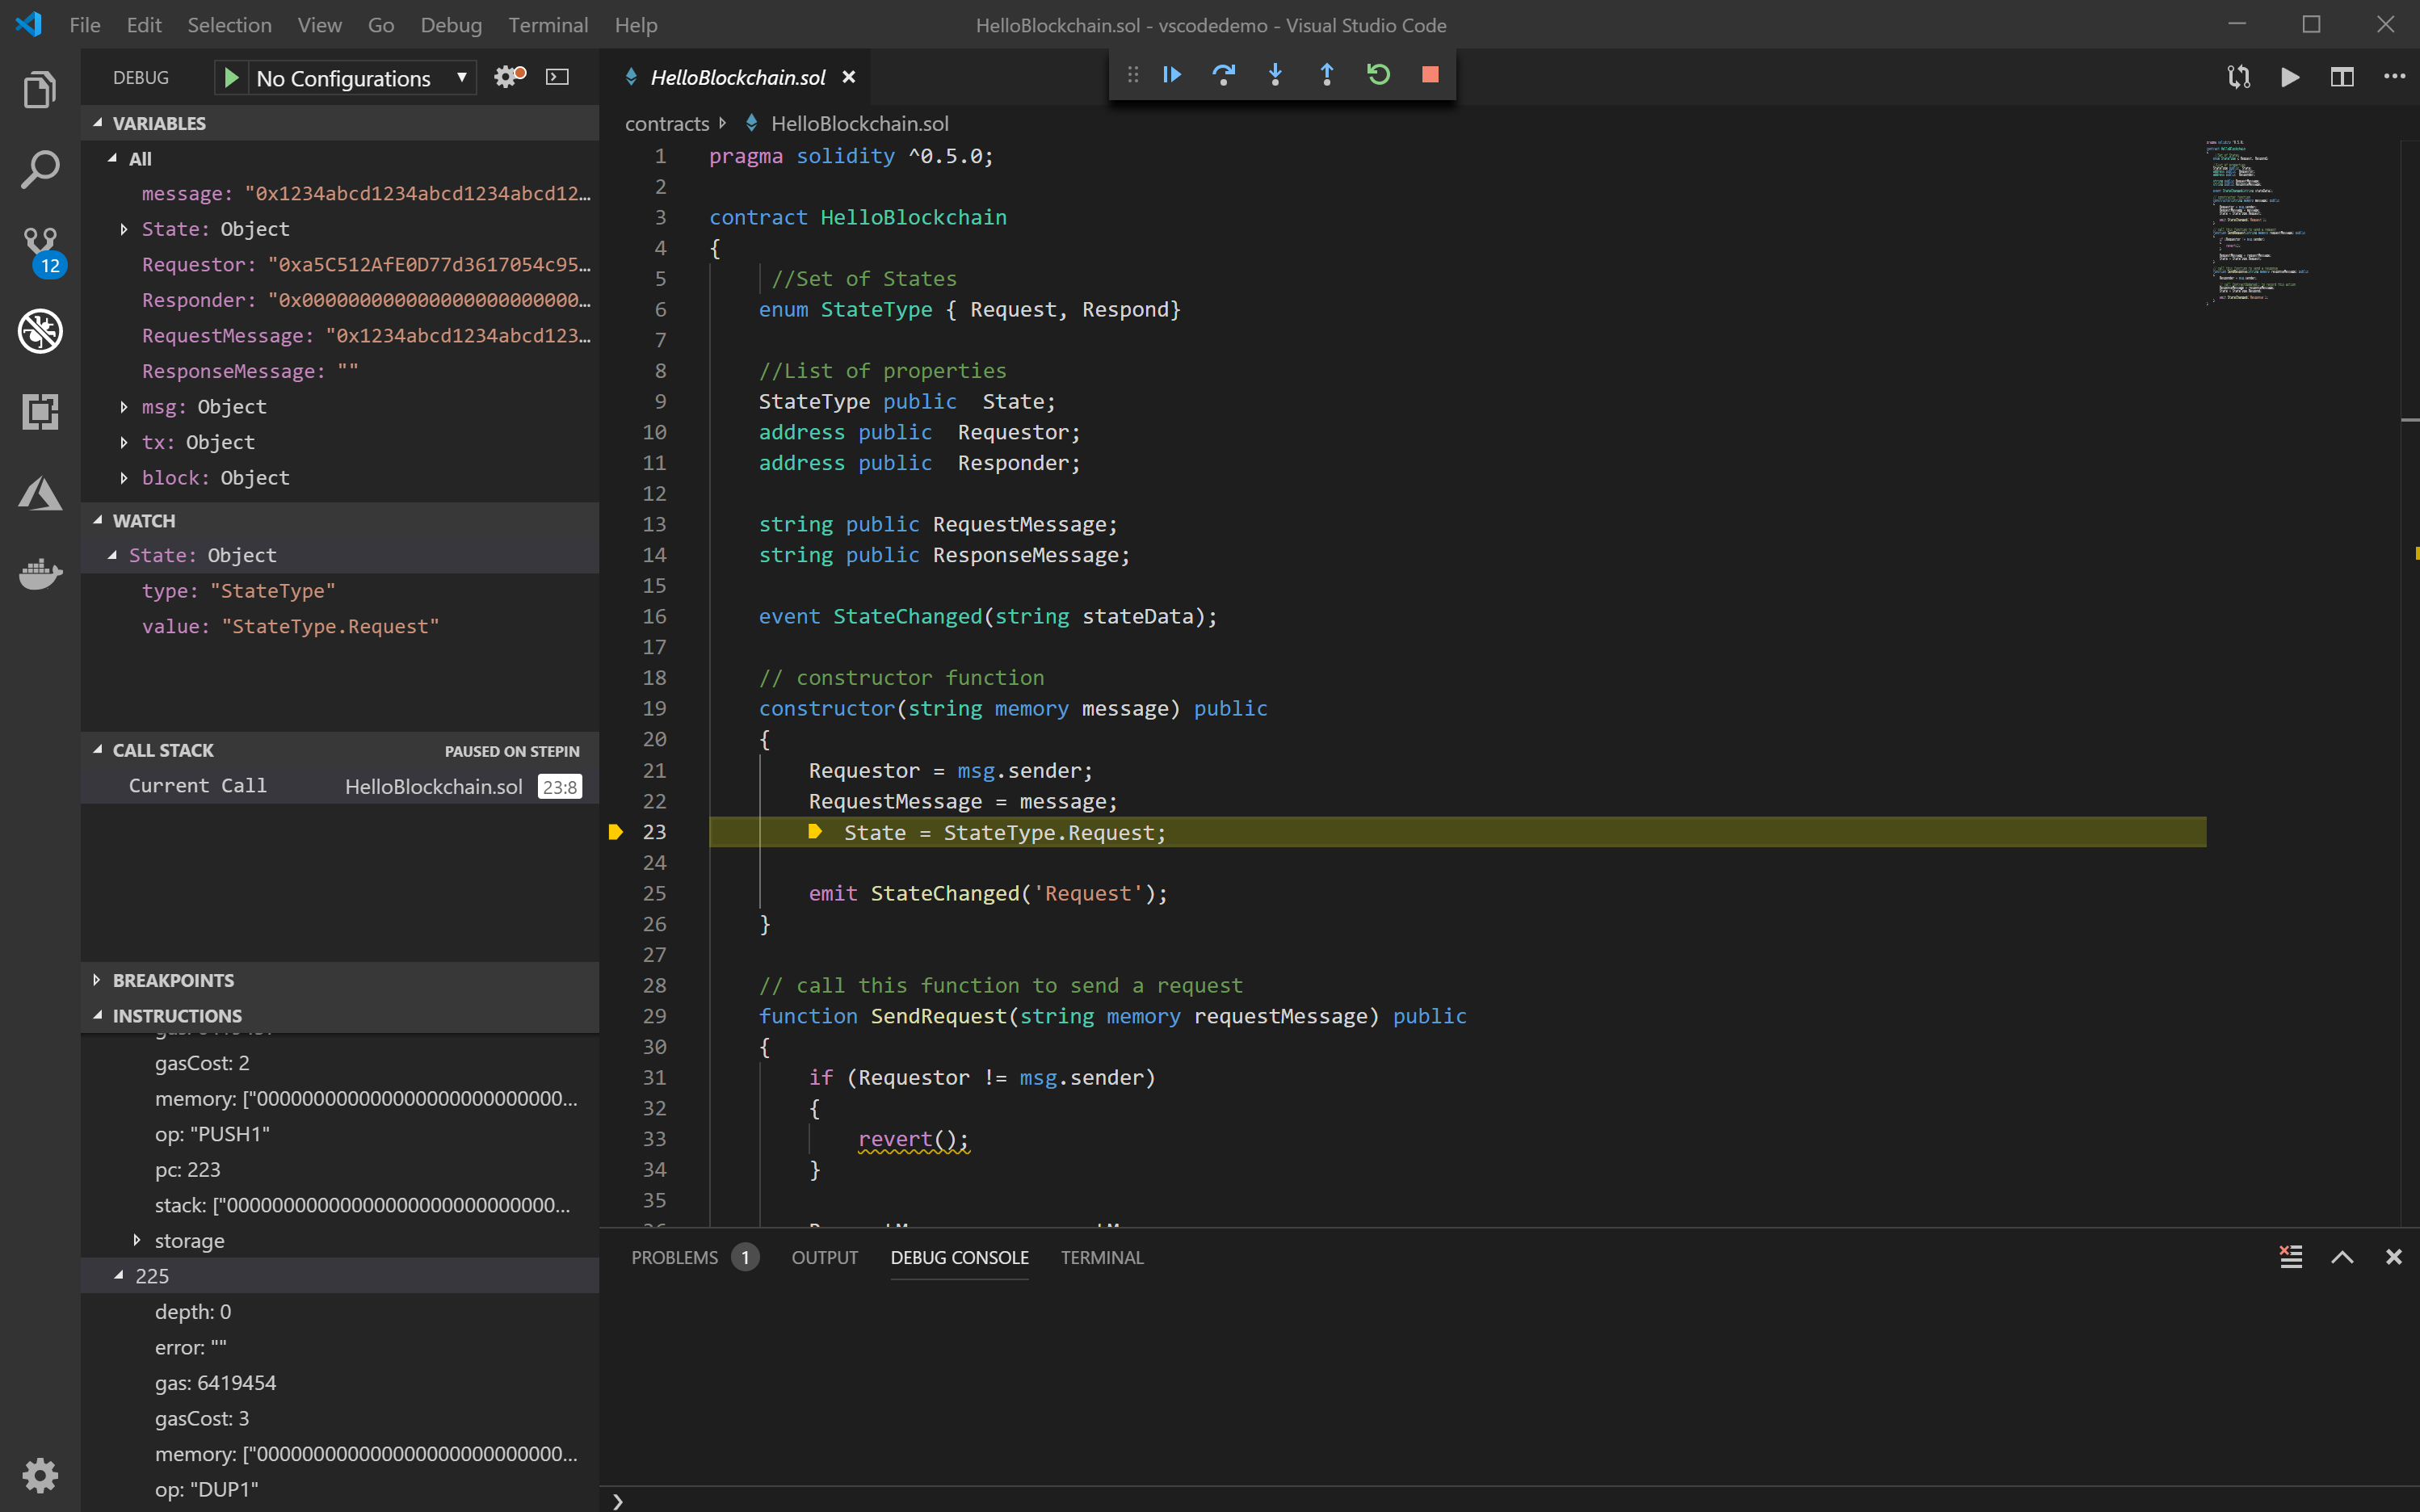 File Edit Selection View Go Debug Terminal Help
HelloBlockchain.sol - vscodedemo - Visual Studio Code
DEBUG No Configurations
12
VARIABLES
All
message: "0x1234abcd1234abcd1234abcd12...
State: Object
Requestor: "0xa5C512AfE0D77d3617054c95...
Responder: "0x000000000000000000000000...
RequestMessage: "0x1234abcd1234abcd123...
ResponseMessage: ""
msg: Object
tx: Object
block: Object
WATCH
State: Object
type: "StateType"
value: "StateType.Request"
CALL STACK PAUSED ON STEPIN
Current Call HelloBlockchain.sol 23:8
BREAKPOINTS
INSTRUCTIONS
gasCost: 2
memory: ["0000000000000000000000000000...
op: "PUSH1"
pc: 223
stack: ["000000000000000000000000000000...
storage
225
depth: 0
error: ""
gas: 6419454
gasCost: 3
memory: ["0000000000000000000000000000...
op: "DUP1"
HelloBlockchain.sol
contracts HelloBlockchain.sol
1 pragma solidity ^0.5.0;
2
3 contract HelloBlockchain
4 {
5 //Set of States
6 enum StateType { Request, Respond}
7
8 //List of properties
9 StateType public  State;
10 address public  Requestor;
11 address public  Responder;
12
13 string public RequestMessage;
14 string public ResponseMessage;
15
16 event StateChanged(string stateData);
17
18 // constructor function
19 constructor(string memory message) public
20 {
21 Requestor = msg.sender;
22 RequestMessage = message;
23 State = StateType.Request;
24
25 emit StateChanged('Request');
26 }
27
28 // call this function to send a request
29 function SendRequest(string memory requestMessage) public
30 {
31 if (Requestor != msg.sender)
32 {
33 revert();
34 }
35
PROBLEMS 1 OUTPUT DEBUG CONSOLE TERMINAL